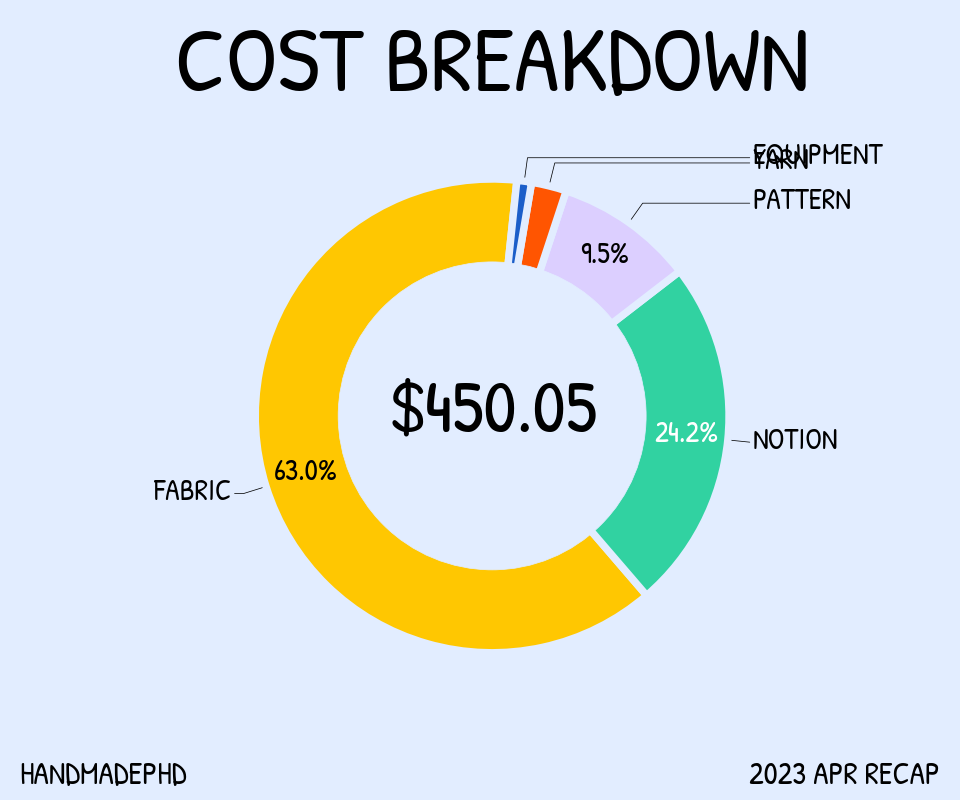 COST BREAKDOWN
EQUIPMENT
YARN
PATTERN
9.5%
$450.05
24.2%
NOTION
63.0%
FABRIC
HANDMADEPHD
2023 APR RECAP